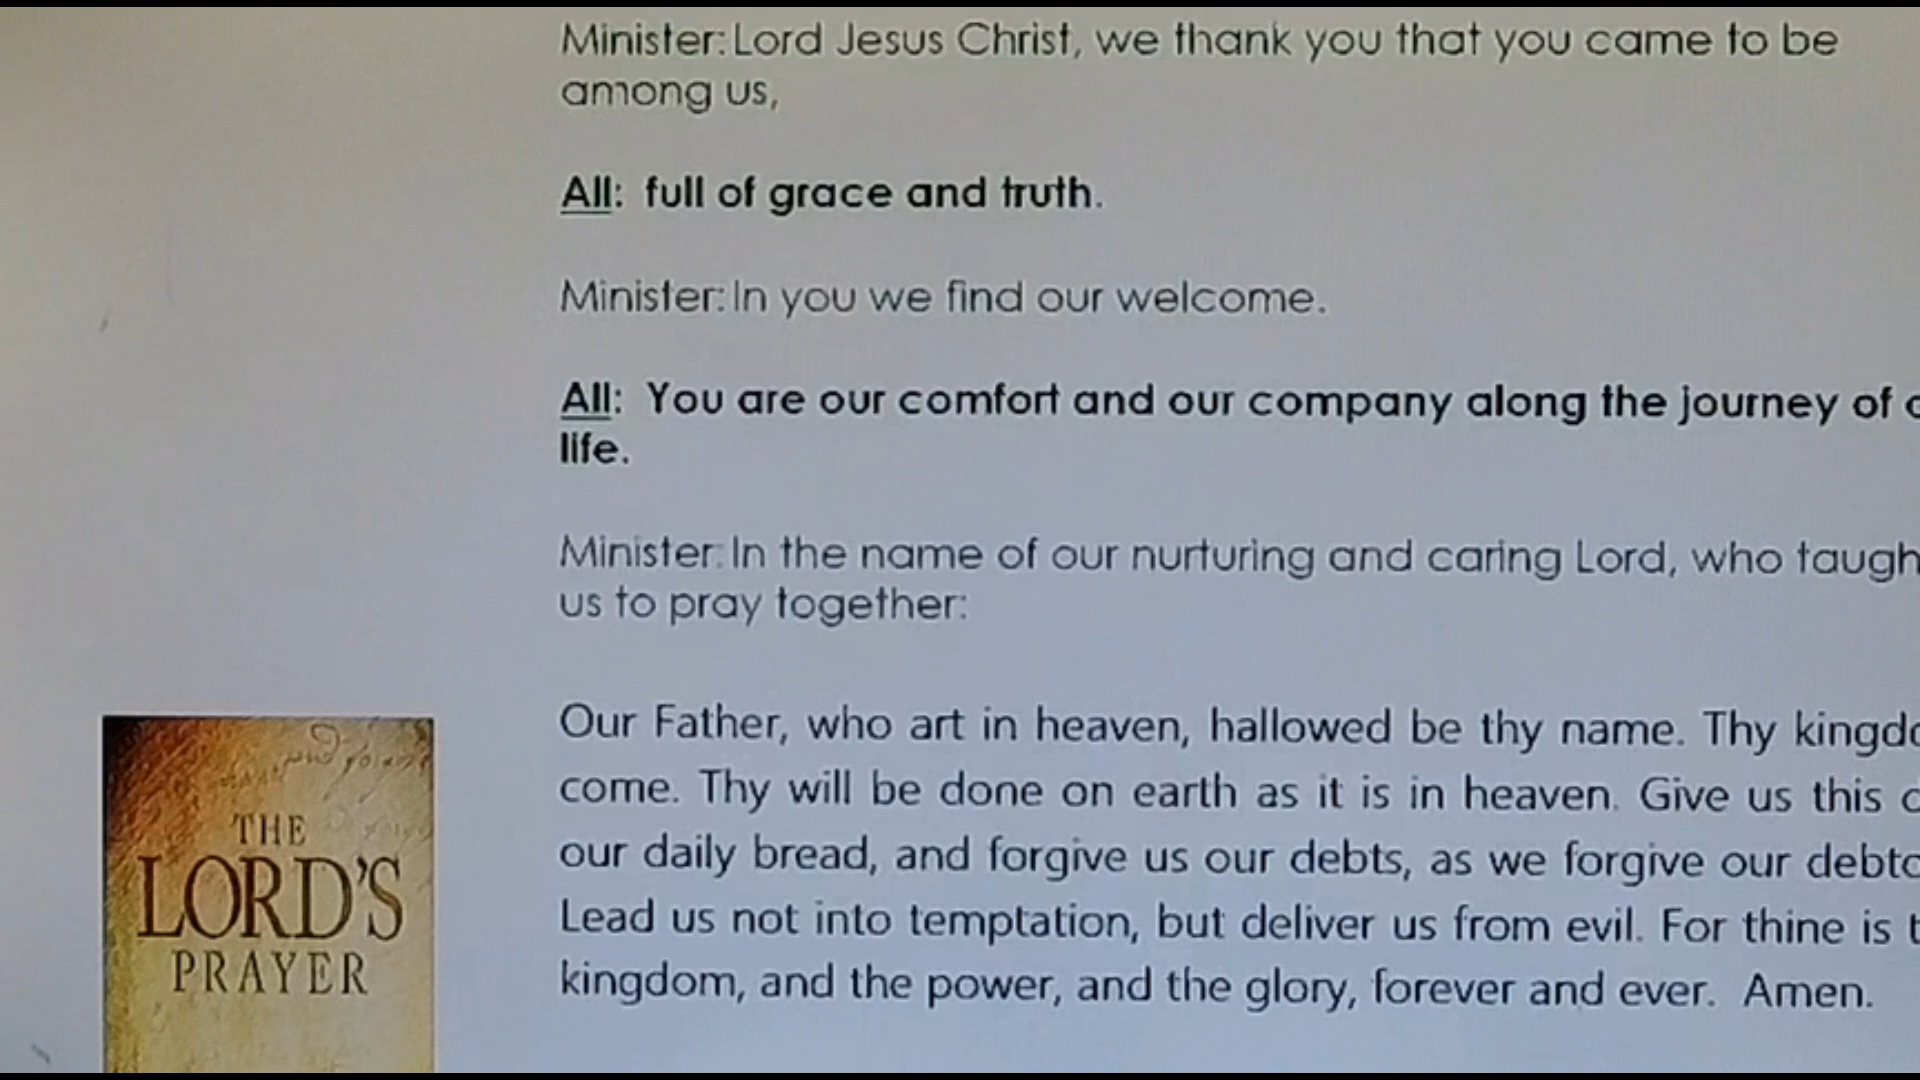 Minister: Lord Jesus Christ, we thank you that you came to be
among us,
All: full of grace and truth.
Minister: In you we find our welcome.
All: You are our comfort and our company along the journey of
life.
Minister: In the name of our nurturing and caring Lord, who
us to pray together:
Our Father, who art in heaven, hallowed be thy name. Thy
come. Thy will be done on earth as it is in heaven. Give us this
our daily bread, and forgive us our debts, as we forgive our
Lead us not into temptation, but deliver us from evil. For thine is
kingdom, and the power, and the glory, forever and ever. Amen.
THE
LORD'S
PRAYER